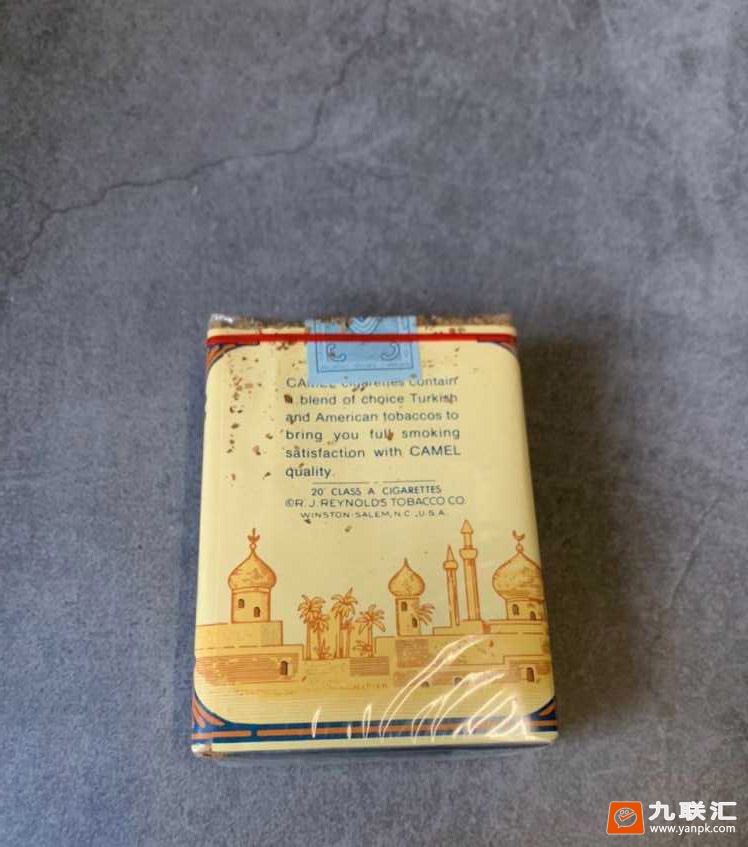 CAMEL cigarettes contain
a blend of choice Turkish
and American tobaccos to
bring you full smoking
satisfaction with CAMEL
quality.
20 CLASS A CIGARETTES
©R.J.REYNOLDS TOBACCO CO.
WINSTON-SALEM, N.C., U.S.A.
九联汇
www.yanpk.com